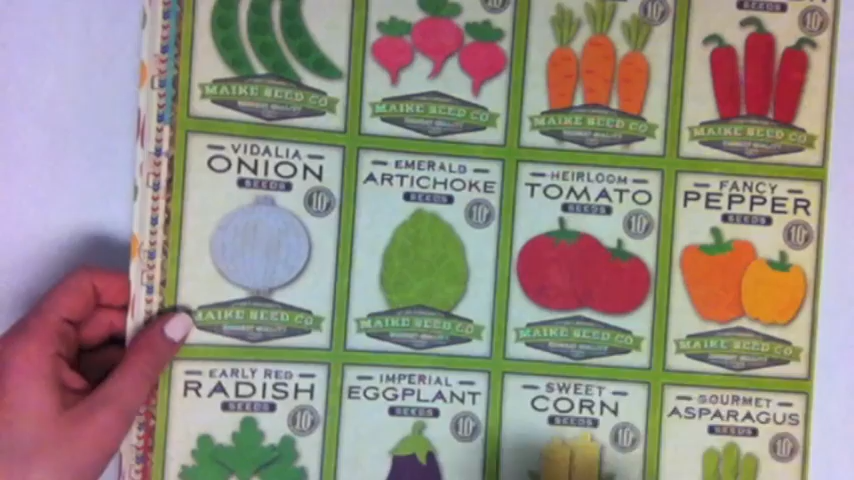 10¢
10¢
MAIKE SEED CO
MAIKE SEED CO
MAIKE SEED CO
MAIKE SEED CO
VIDALIA
ONION
SEEDS
10¢
MAIKE SEED CO
EMERALD
ARTICHOKE
SEEDS
10¢
MAIKE SEED CO
HEIRLOOM
TOMATO
SEEDS
10¢
MAIKE SEED CO
FANCY
PEPPER
SEEDS
10¢
MAIKE SEED CO
EARLY RED
RADISH
SEEDS
10¢
IMPERIAL
EGGPLANT
SEEDS
10¢
SWEET
CORN
SEEDS
10¢
GOURMET
ASPARAGUS
SEEDS
10¢